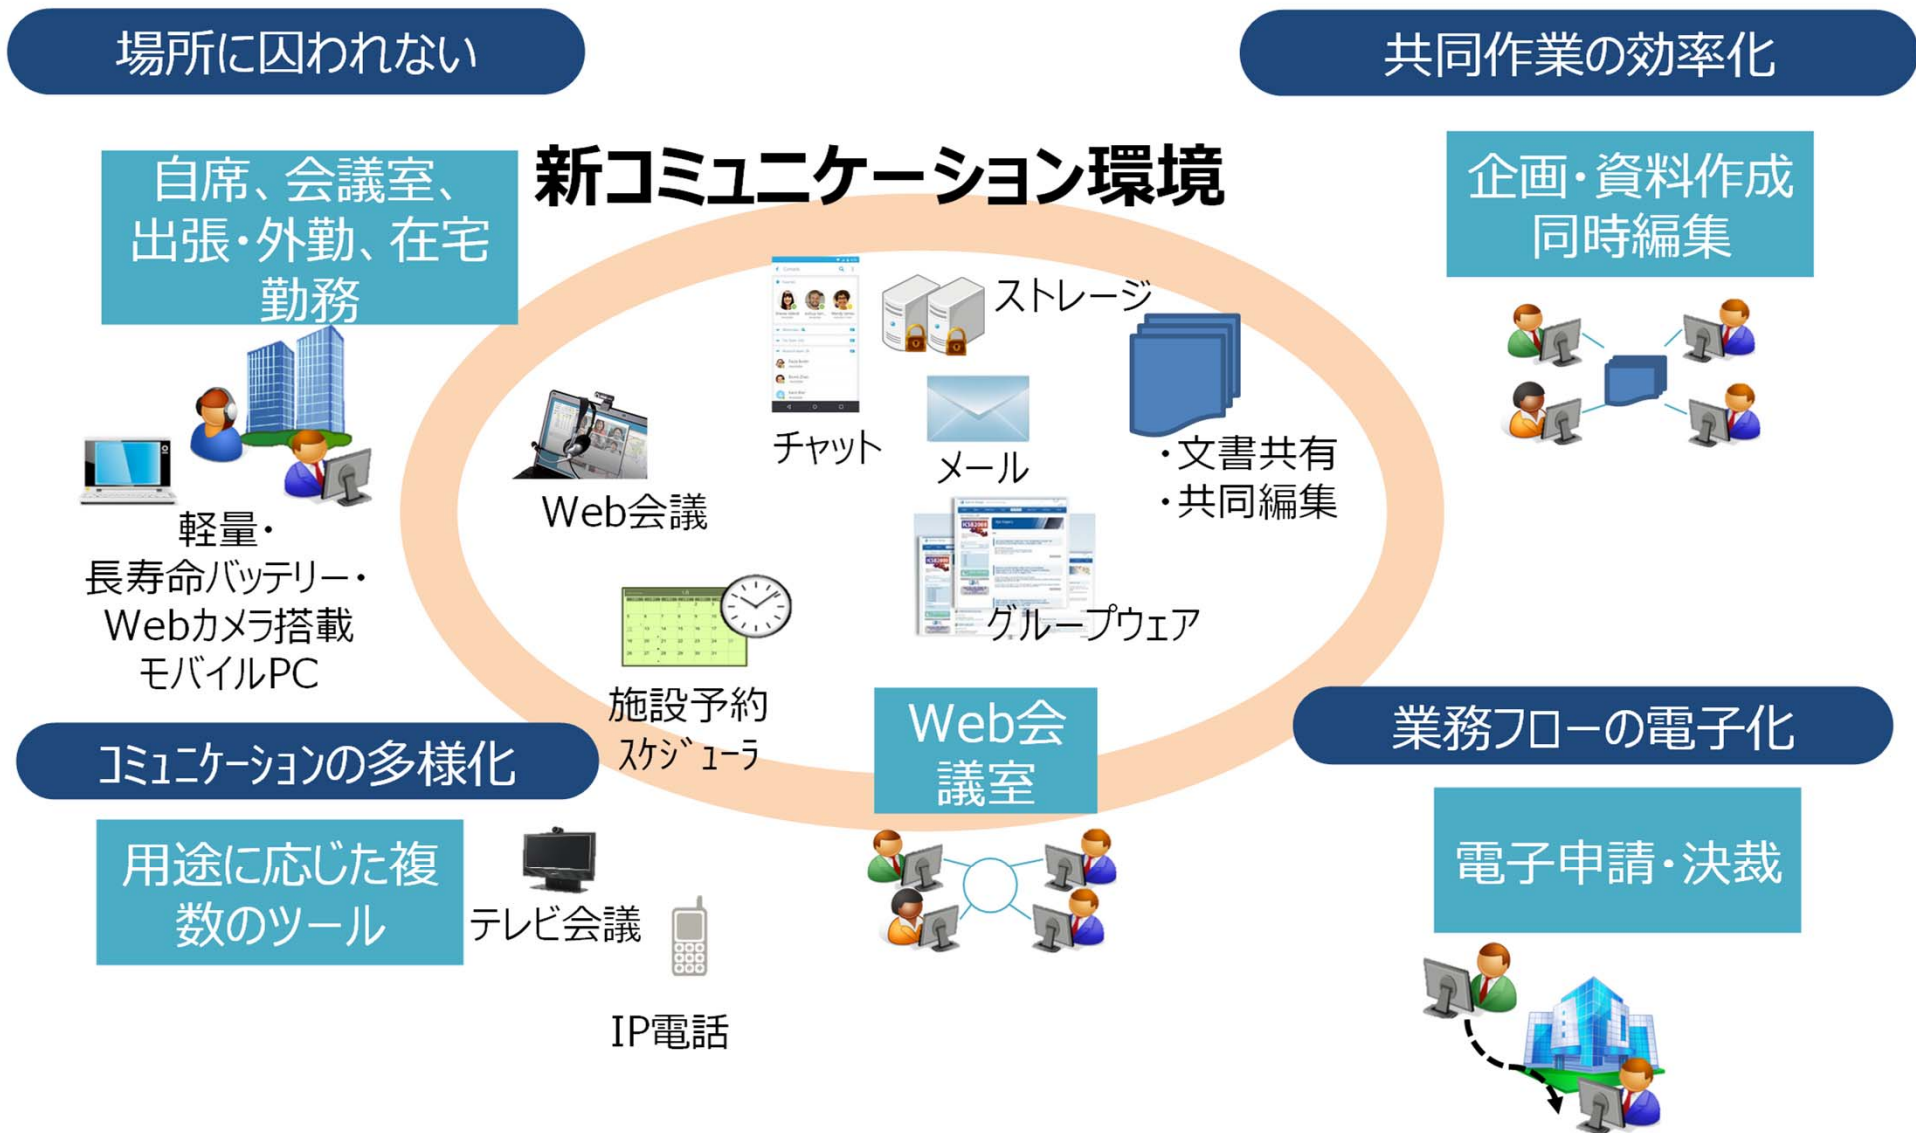 場所に囚われない
共同作業の効率化
新コミュニケーション環境
自席、会議室、
出張・外勤、在宅
勤務
企画・資料作成
同時編集
ストレージ
チャット
メール
・文書共有
・共同編集
Web会議
グループウェア
軽量・
長寿命バッテリー・
Webカメラ搭載
モバイルPC
施設予約
スケジューラ
Web会
議室
コミュニケーションの多様化
業務フローの電子化
用途に応じた複
数のツール
テレビ会議
IP電話
電子申請・決裁